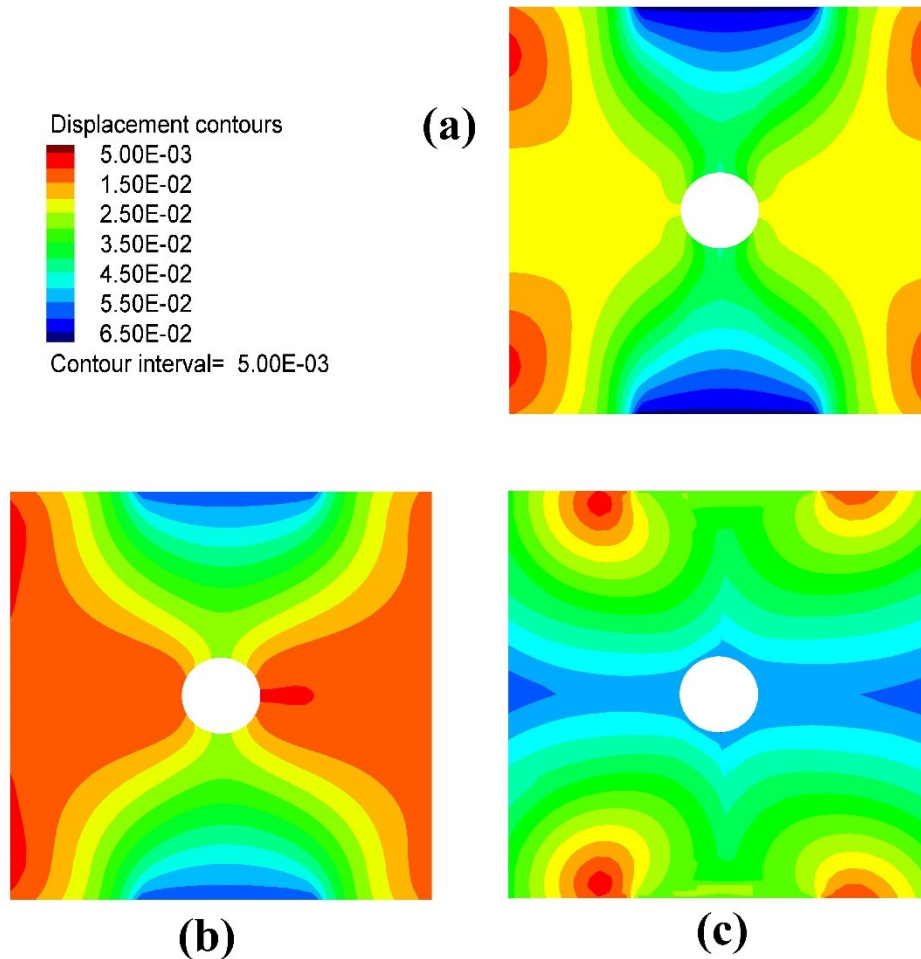 (a)
Displacement contours
5.00E-03
1.50E-02
2.50E-02
3.50E-02
4.50E-02
5.50E-02
6.50E-02
Contour interval= 5.00E-03
(b)
(c)